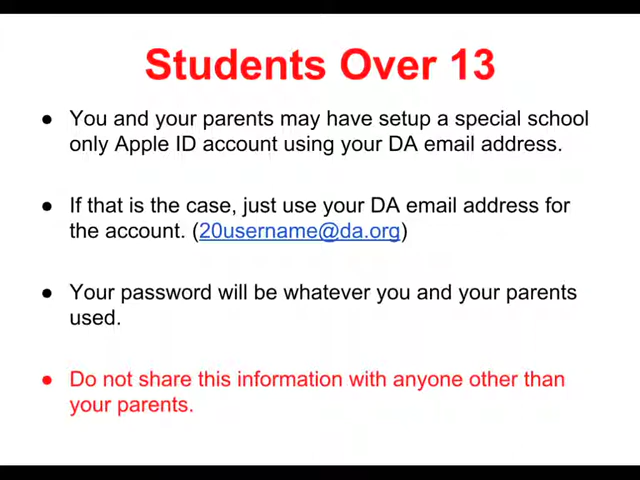 Students Over 13
● You and your parents may have setup a special school
only Apple ID account using your DA email address.
● If that is the case, just use your DA email address for
the account. (20username@da.org)
● Your password will be whatever you and your parents
used.
● Do not share this information with anyone other than
your parents.